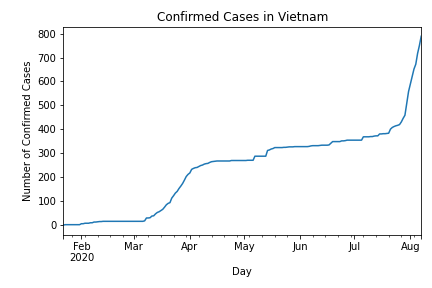 Confirmed Cases in Vietnam
800
700
600
500
400
300
200
100
0
Number of Confirmed Cases
Feb Mar Apr May Jun Jul Aug
2020
Day